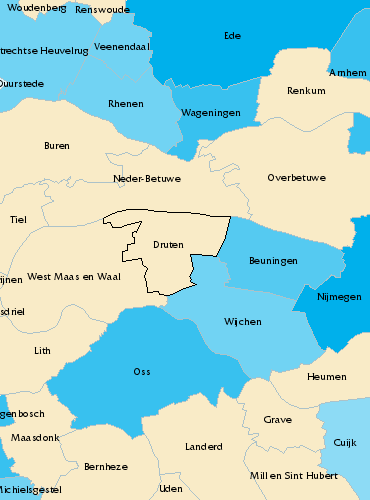 Woudenberg
Renswoude
Ede
trechtse Heuvelrug
Veenendaal
Arnhem
Duurstede
Rhenen
Renkum
Wageningen
Buren
Neder-Betuwe
Overbetuwe
Tiel
Druten
Beuningen
West Maas en Waal
ijnen
Nijmegen
sdriel
Wijchen
Lith
Oss
Heumen
genbosch
Grave
Maasdonk
Landerd
Cuijk
Bernheze
Mill en Sint Hubert
Michielsgestel
Uden